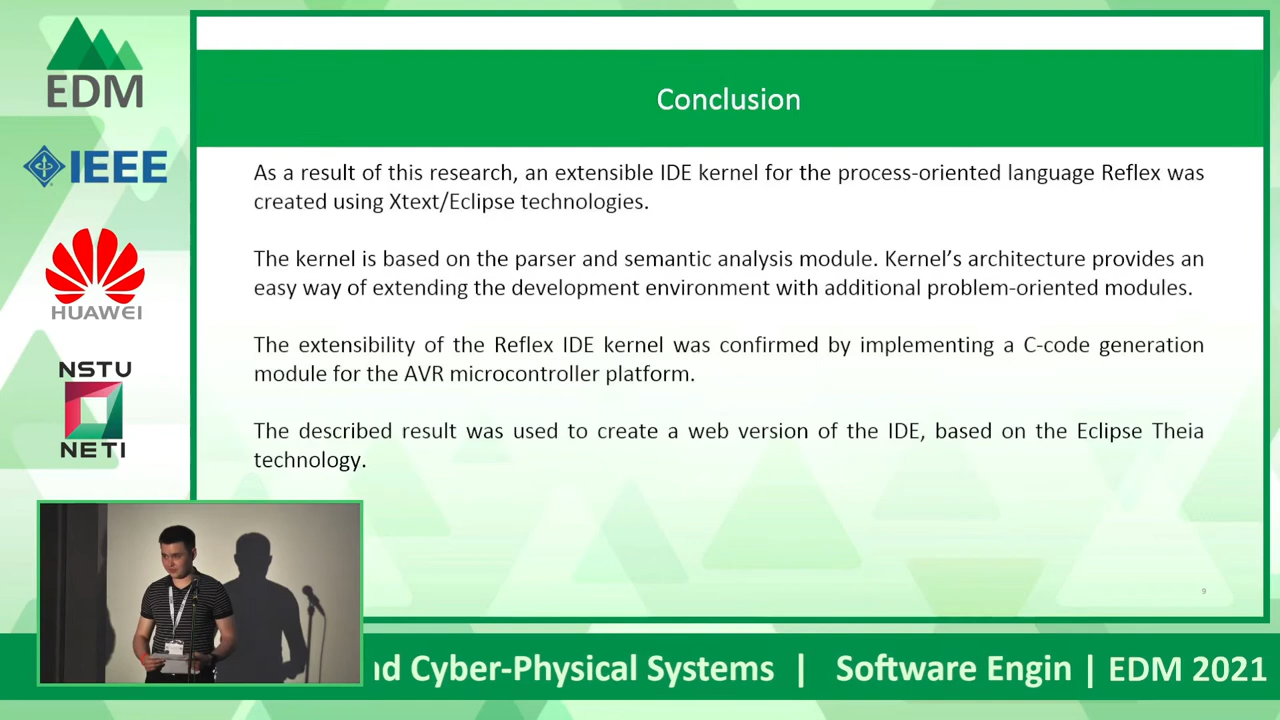 EDM
IEEE
HUAWEI
NSTU
NETI
Conclusion
As a result of this research, an extensible IDE kernel for the process-oriented language Reflex was
created using Xtext/Eclipse technologies.
The kernel is based on the parser and semantic analysis module. Kernel's architecture provides an
easy way of extending the development environment with additional problem-oriented modules.
The extensibility of the Reflex IDE kernel was confirmed by implementing a C-code generation
module for the AVR microcontroller platform.
The described result was used to create a web version of the IDE, based on the Eclipse Theia
technology.
9
nd Cyber-Physical Systems | Software Engin | EDM 2021